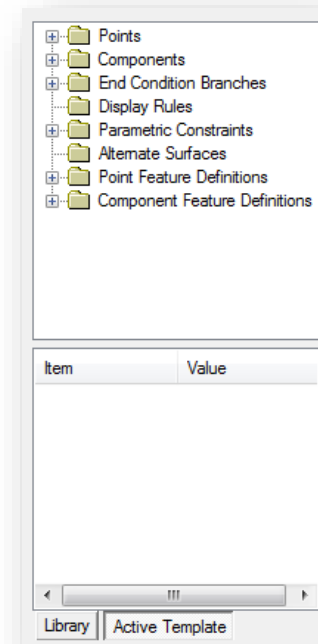 Points
Components
End Condition Branches
Display Rules
Parametric Constraints
Alternate Surfaces
Point Feature Definitions
Component Feature Definitions
Item Value
Library Active Template